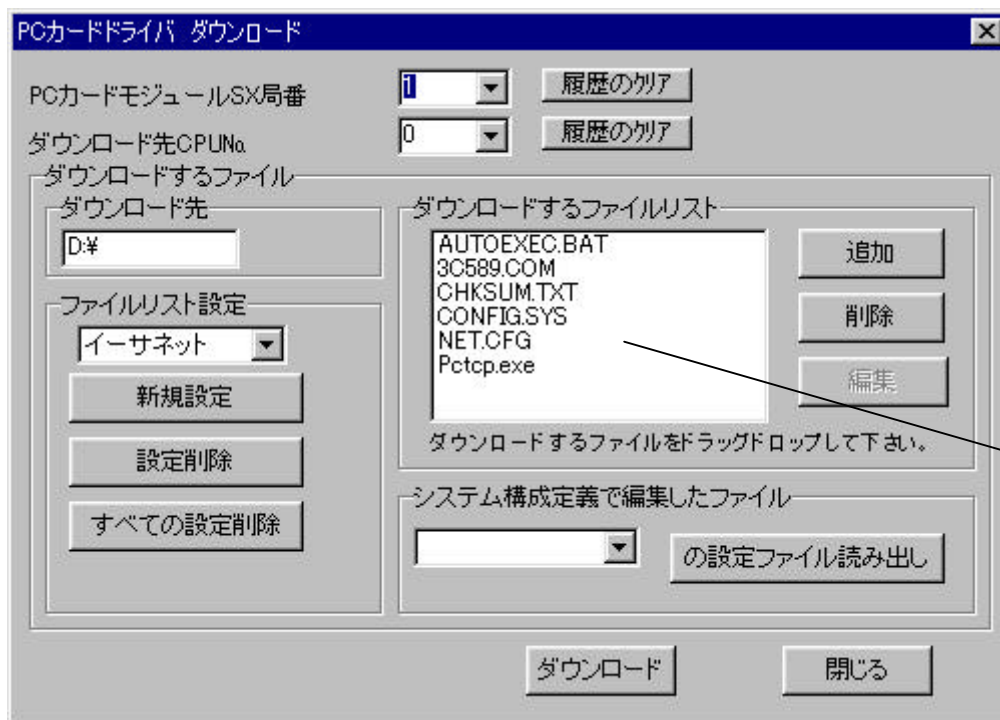 PCカードドライバ ダウンロード
PCカードモジュールSX局番
1
履歴のｸﾘｱ
ダウンロード先CPUNo.
0
履歴のｸﾘｱ
ダウンロードするファイル
ダウンロード先
D:¥
ファイルリスト設定
イーサネット
新規設定
設定削除
すべての設定削除
ダウンロードするファイルリスト
AUTOEXEC.BAT
3C589.COM
CHKSUM.TXT
CONFIG.SYS
NET.CFG
Pctcp.exe
追加
削除
編集
ダウンロードするファイルをドラッグドロップして下さい。
システム構成定義で編集したファイル
の設定ファイル読み出し
ダウンロード
閉じる